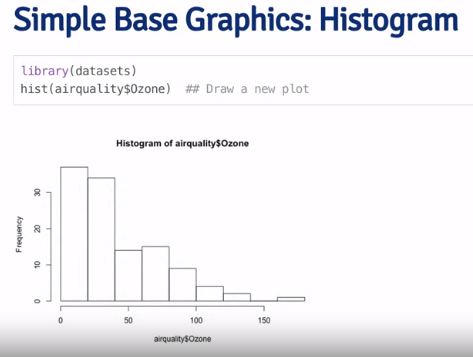 Simple Base Graphics: Histogram
library(datasets)
hist(airquality$Ozone)  ## Draw a new plot
Histogram of airquality$Ozone
Frequency
30
20
10
0
0 50 100 150
airquality$Ozone